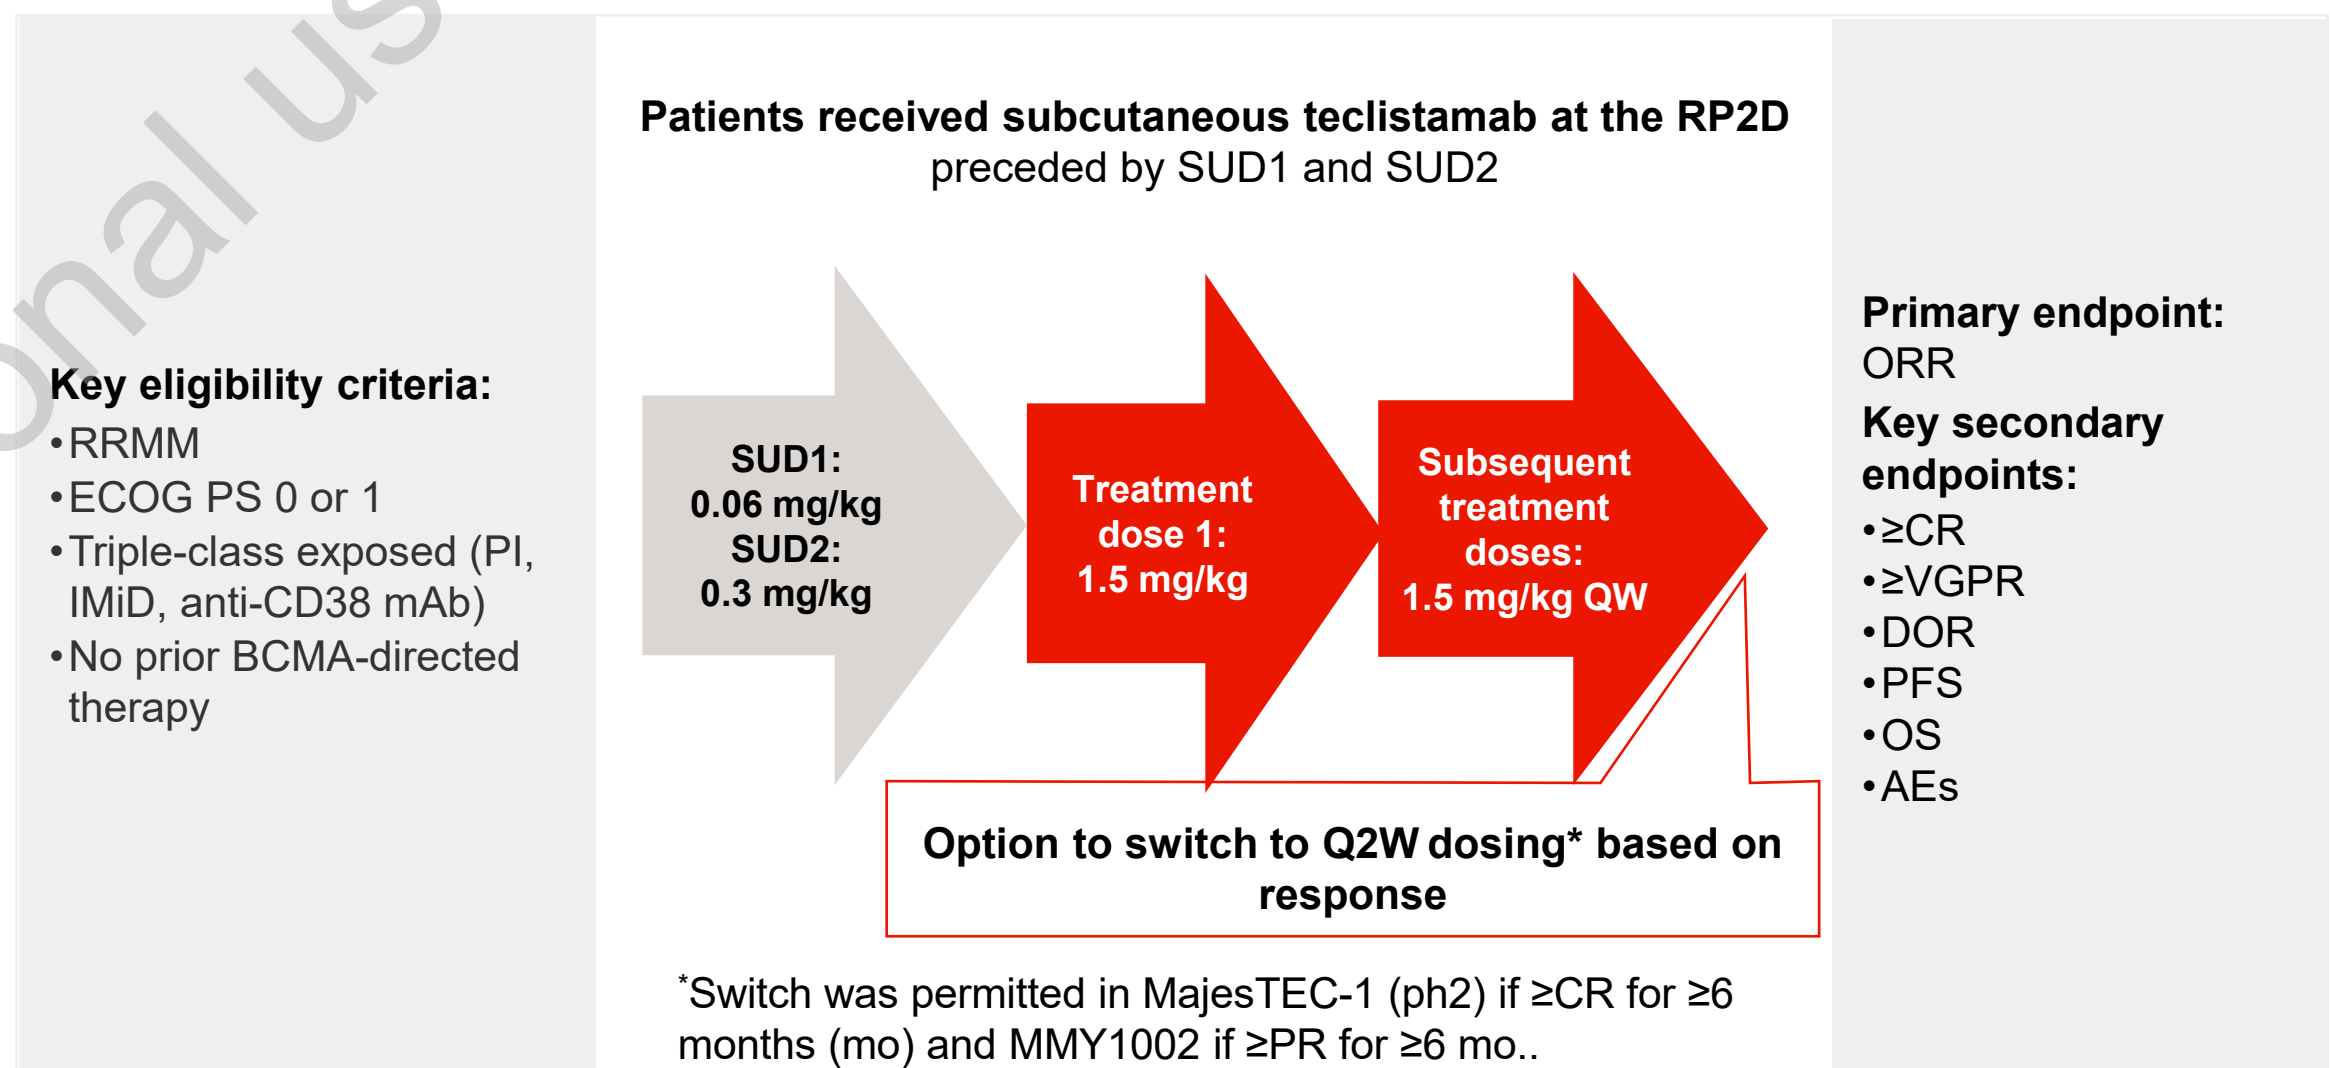 Key eligibility criteria:
•RRMM
•ECOG PS 0 or 1
•Triple-class exposed (PI,
IMiD, anti-CD38 mAb)
•No prior BCMA-directed
therapy
Patients received subcutaneous teclistamab at the RP2D
preceded by SUD1 and SUD2
SUD1:
0.06 mg/kg
SUD2:
0.3 mg/kg
Treatment
dose 1:
1.5 mg/kg
Subsequent
treatment
doses:
1.5 mg/kg QW
Option to switch to Q2W dosing* based on
response
*Switch was permitted in MajesTEC-1 (ph2) if ≥CR for ≥6
months (mo) and MMY1002 if ≥PR for ≥6 mo..
Primary endpoint:
ORR
Key secondary
endpoints:
•≥CR
•≥VGPR
•DOR
•PFS
•OS
•AEs